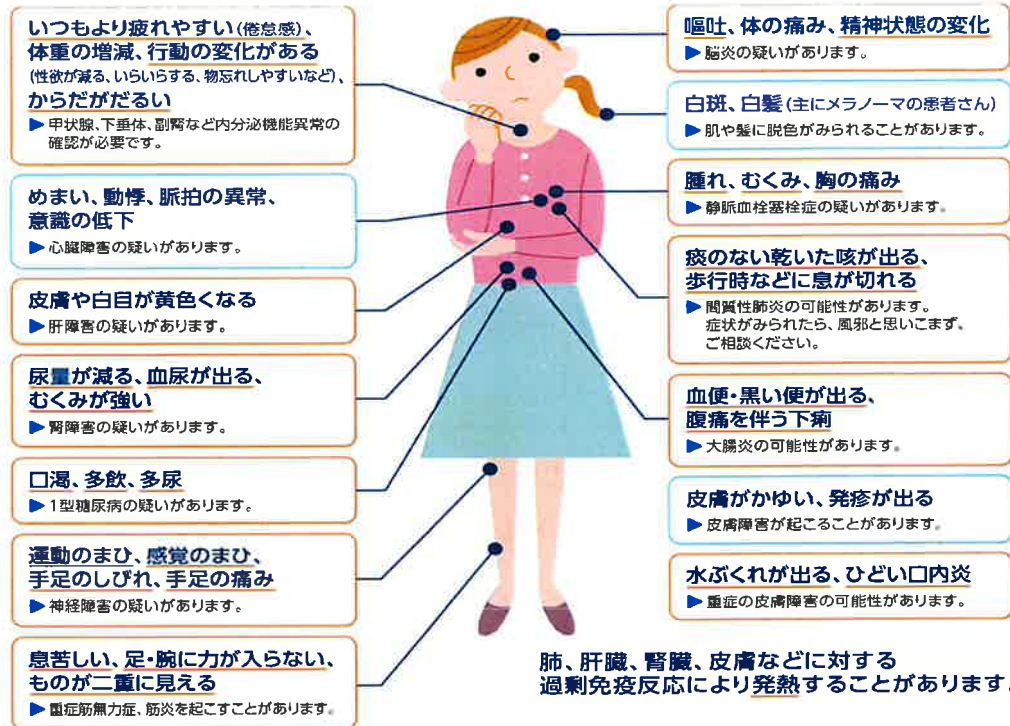 いつもより疲れやすい(倦怠感)、
体重の増減、行動の変化がある
(性欲が減る、いらいらする、物忘れしやすいなど)、
からだがだるい
▶ 甲状腺、下垂体、副腎など内分泌機能異常の
確認が必要です。
めまい、動悸、脈拍の異常、
意識の低下
▶ 心臓障害の疑いがあります。
皮膚や白目が黄色くなる
▶ 肝障害の疑いがあります。
尿量が減る、血尿が出る、
むくみが強い
▶ 腎障害の疑いがあります。
口渇、多飲、多尿
▶ 1型糖尿病の疑いがあります。
運動のまひ、感覚のまひ、
手足のしびれ、手足の痛み
▶ 神経障害の疑いがあります。
息苦しい、足・腕に力が入らない、
ものが二重に見える
▶ 重症筋無力症、筋炎を起こすことがあります。
嘔吐、体の痛み、精神状態の変化
▶ 脳炎の疑いがあります。
白斑、白髪(主にメラノーマの患者さん)
▶ 肌や髪に脱色がみられることがあります。
腫れ、むくみ、胸の痛み
▶ 静脈血栓塞栓症の疑いがあります。
痰のない乾いた咳が出る、
歩行時などに息が切れる
▶ 間質性肺炎の可能性があります。
症状がみられたら、風邪と思いこまず、
ご相談ください。
血便・黒い便が出る、
腹痛を伴う下痢
▶ 大腸炎の可能性があります。
皮膚がかゆい、発疹が出る
▶ 皮膚障害が起こることがあります。
水ぶくれが出る、ひどい口内炎
▶ 重症の皮膚障害の可能性があります。
肺、肝臓、腎臓、皮膚などに対する
過剰免疫反応により発熱することがあります。